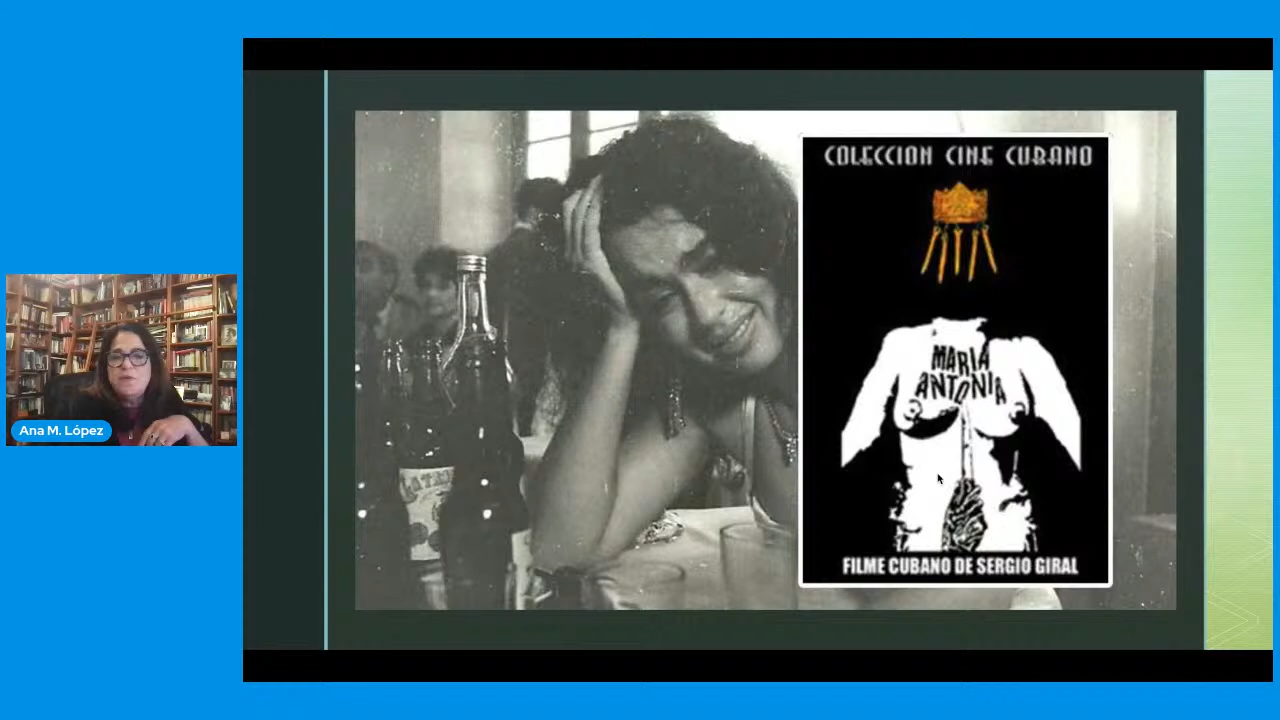 COLECCION CINE CUBANO
MARIA
ANTONIA
FILME CUBANO DE SERGIO GIRAL
Ana M. López